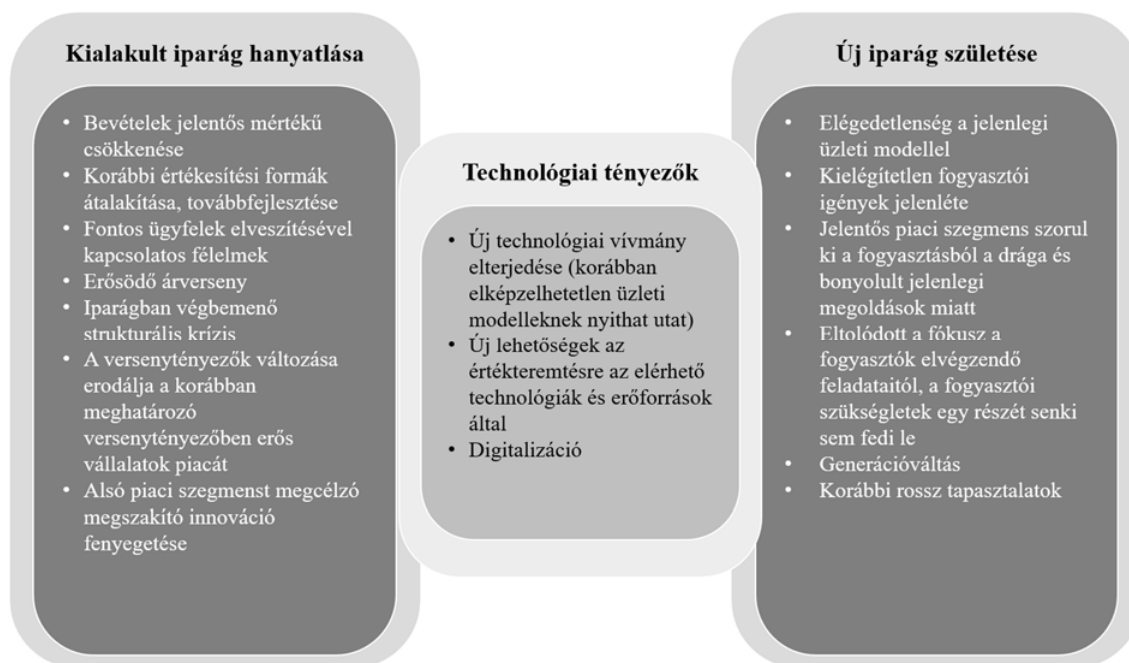 Kialakult iparág hanyatlása
• Bevételek jelentős mértékű
csökkenése
• Korábbi értékesítési formák
átalakítása, továbbfejlesztése
• Fontos ügyfelek elveszítésével
kapcsolatos félelmek
• Erősödő árverseny
• Iparágban végbemenő
strukturális krízis
• A versenytényezők változása
erodálja a korábban
meghatározó
versenytényezőben erős
vállalatok piacát
• Alsó piaci szegmenst megcélzó
megszakító innováció
fenyegetése
Technológiai tényezők
• Új technológiai vívmány
elterjedése (korábban
elképzelhetetlen üzleti
modelleknek nyithat utat)
• Új lehetőségek az
értékteremtésre az elérhető
technológiák és erőforrások
által
• Digitalizáció
Új iparág születése
• Elégedetlenség a jelenlegi
üzleti modellel
• Kielégítetlen fogyasztói
igények jelenléte
• Jelentős piaci szegmens szorul
ki a fogyasztásból a drága és
bonyolult jelenlegi
megoldások miatt
• Eltolódott a fókusz a
fogyasztók elvégzendő
feladataitól, a fogyasztói
szükségletek egy részét senki
sem fedi le
• Generációváltás
• Korábbi rossz tapasztalatok